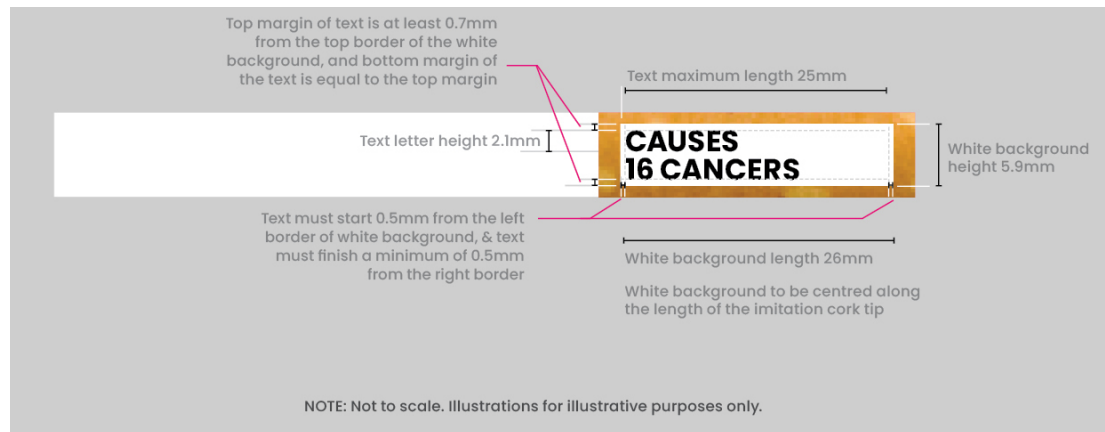 Top margin of text is at least 0.7mm
from the top border of the white
background, and bottom margin of
the text is equal to the top margin
Text maximum length 25mm
Text letter height 2.1mm
CAUSES
16 CANCERS
White background
height 5.9mm
Text must start 0.5mm from the left
border of white background, & text
must finish a minimum of 0.5mm
from the right border
White background length 26mm
White background to be centred along
the length of the imitation cork tip
NOTE: Not to scale. Illustrations for illustrative purposes only.